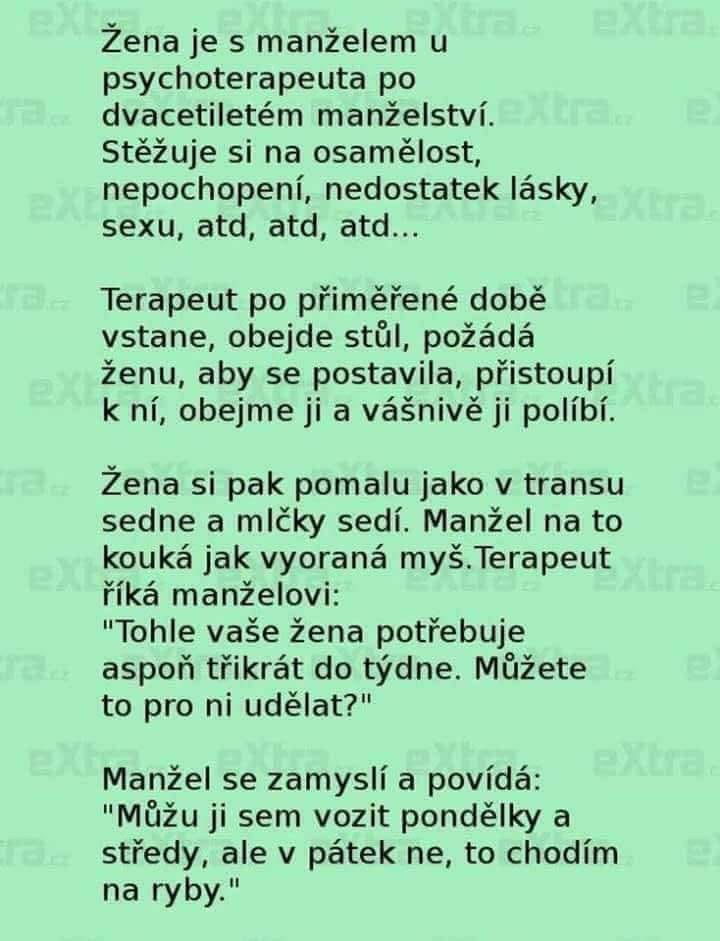 Žena je s manželem u
psychoterapeuta po
dvacetiletém manželství.
Stěžuje si na osamělost,
nepochopení, nedostatek lásky,
sexu, atd, atd, atd...
Terapeut po přiměřené době
vstane, obejde stůl, požádá
ženu, aby se postavila, přistoupí
k ní, obejme ji a vášnivě ji políbí.
Žena si pak pomalu jako v transu
sedne a mlčky sedí. Manžel na to
kouká jak vyoraná myš.Terapeut
říká manželovi:
"Tohle vaše žena potřebuje
aspoň třikrát do týdne. Můžete
to pro ni udělat?"
Manžel se zamyslí a povídá:
"Můžu ji sem vozit pondělky a
středy, ale v pátek ne, to chodím
na ryby."
eXtra.cz